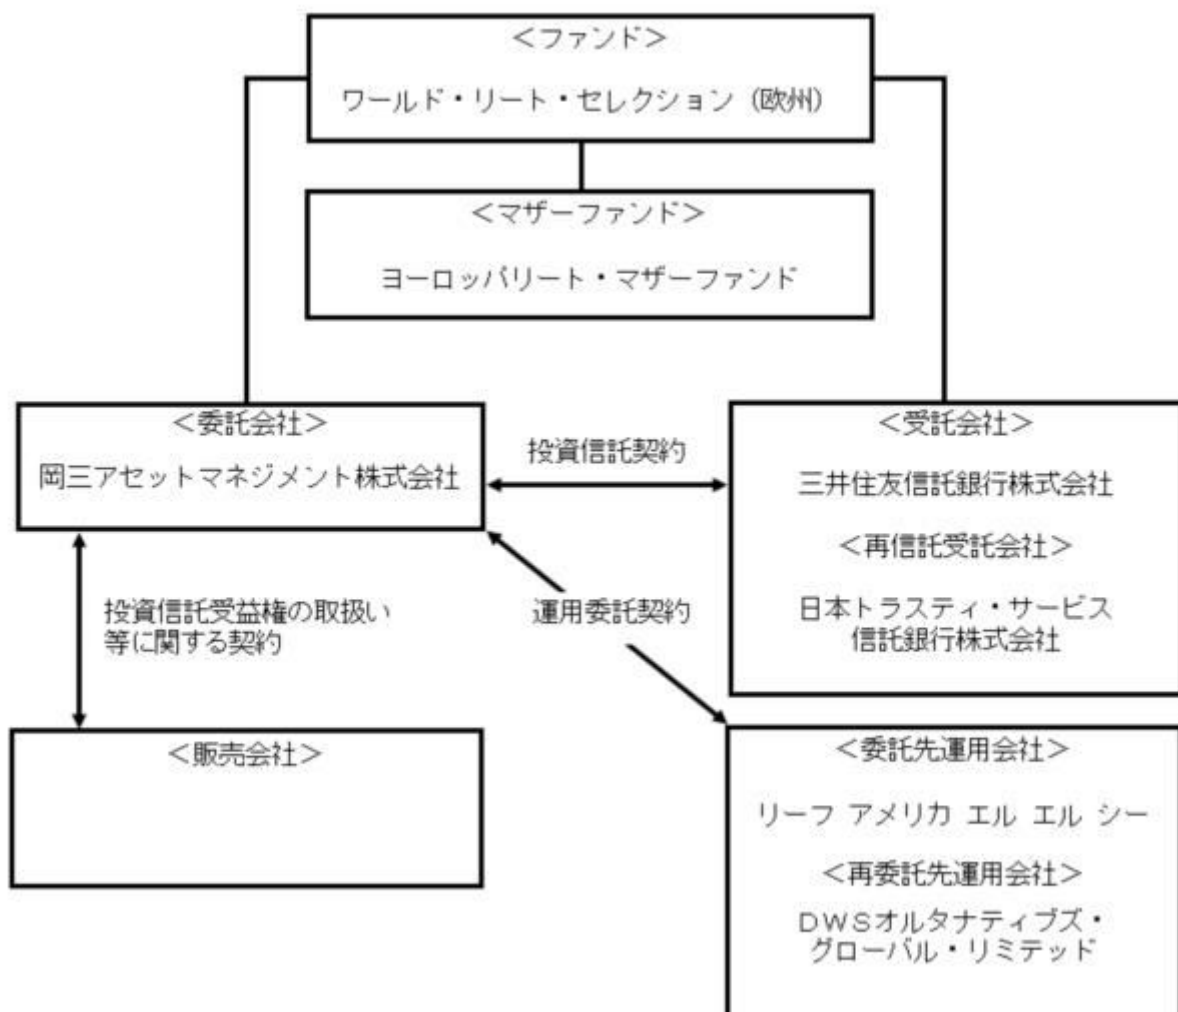 ＜ファンド＞
ワールド・リート・セレクション（欧州）
＜マザーファンド＞
ヨーロッパリート・マザーファンド
＜委託会社＞
岡三アセットマネジメント株式会社
投資信託契約
＜受託会社＞
三井住友信託銀行株式会社
＜再信託受託会社＞
日本トラスティ・サービス
信託銀行株式会社
投資信託受益権の取扱い
等に関する契約
運用委託契約
＜販売会社＞
＜委託先運用会社＞
リーフ アメリカ エル エル シー
＜再委託先運用会社＞
ＤＷＳオルタナティブズ・
グローバル・リミテッド